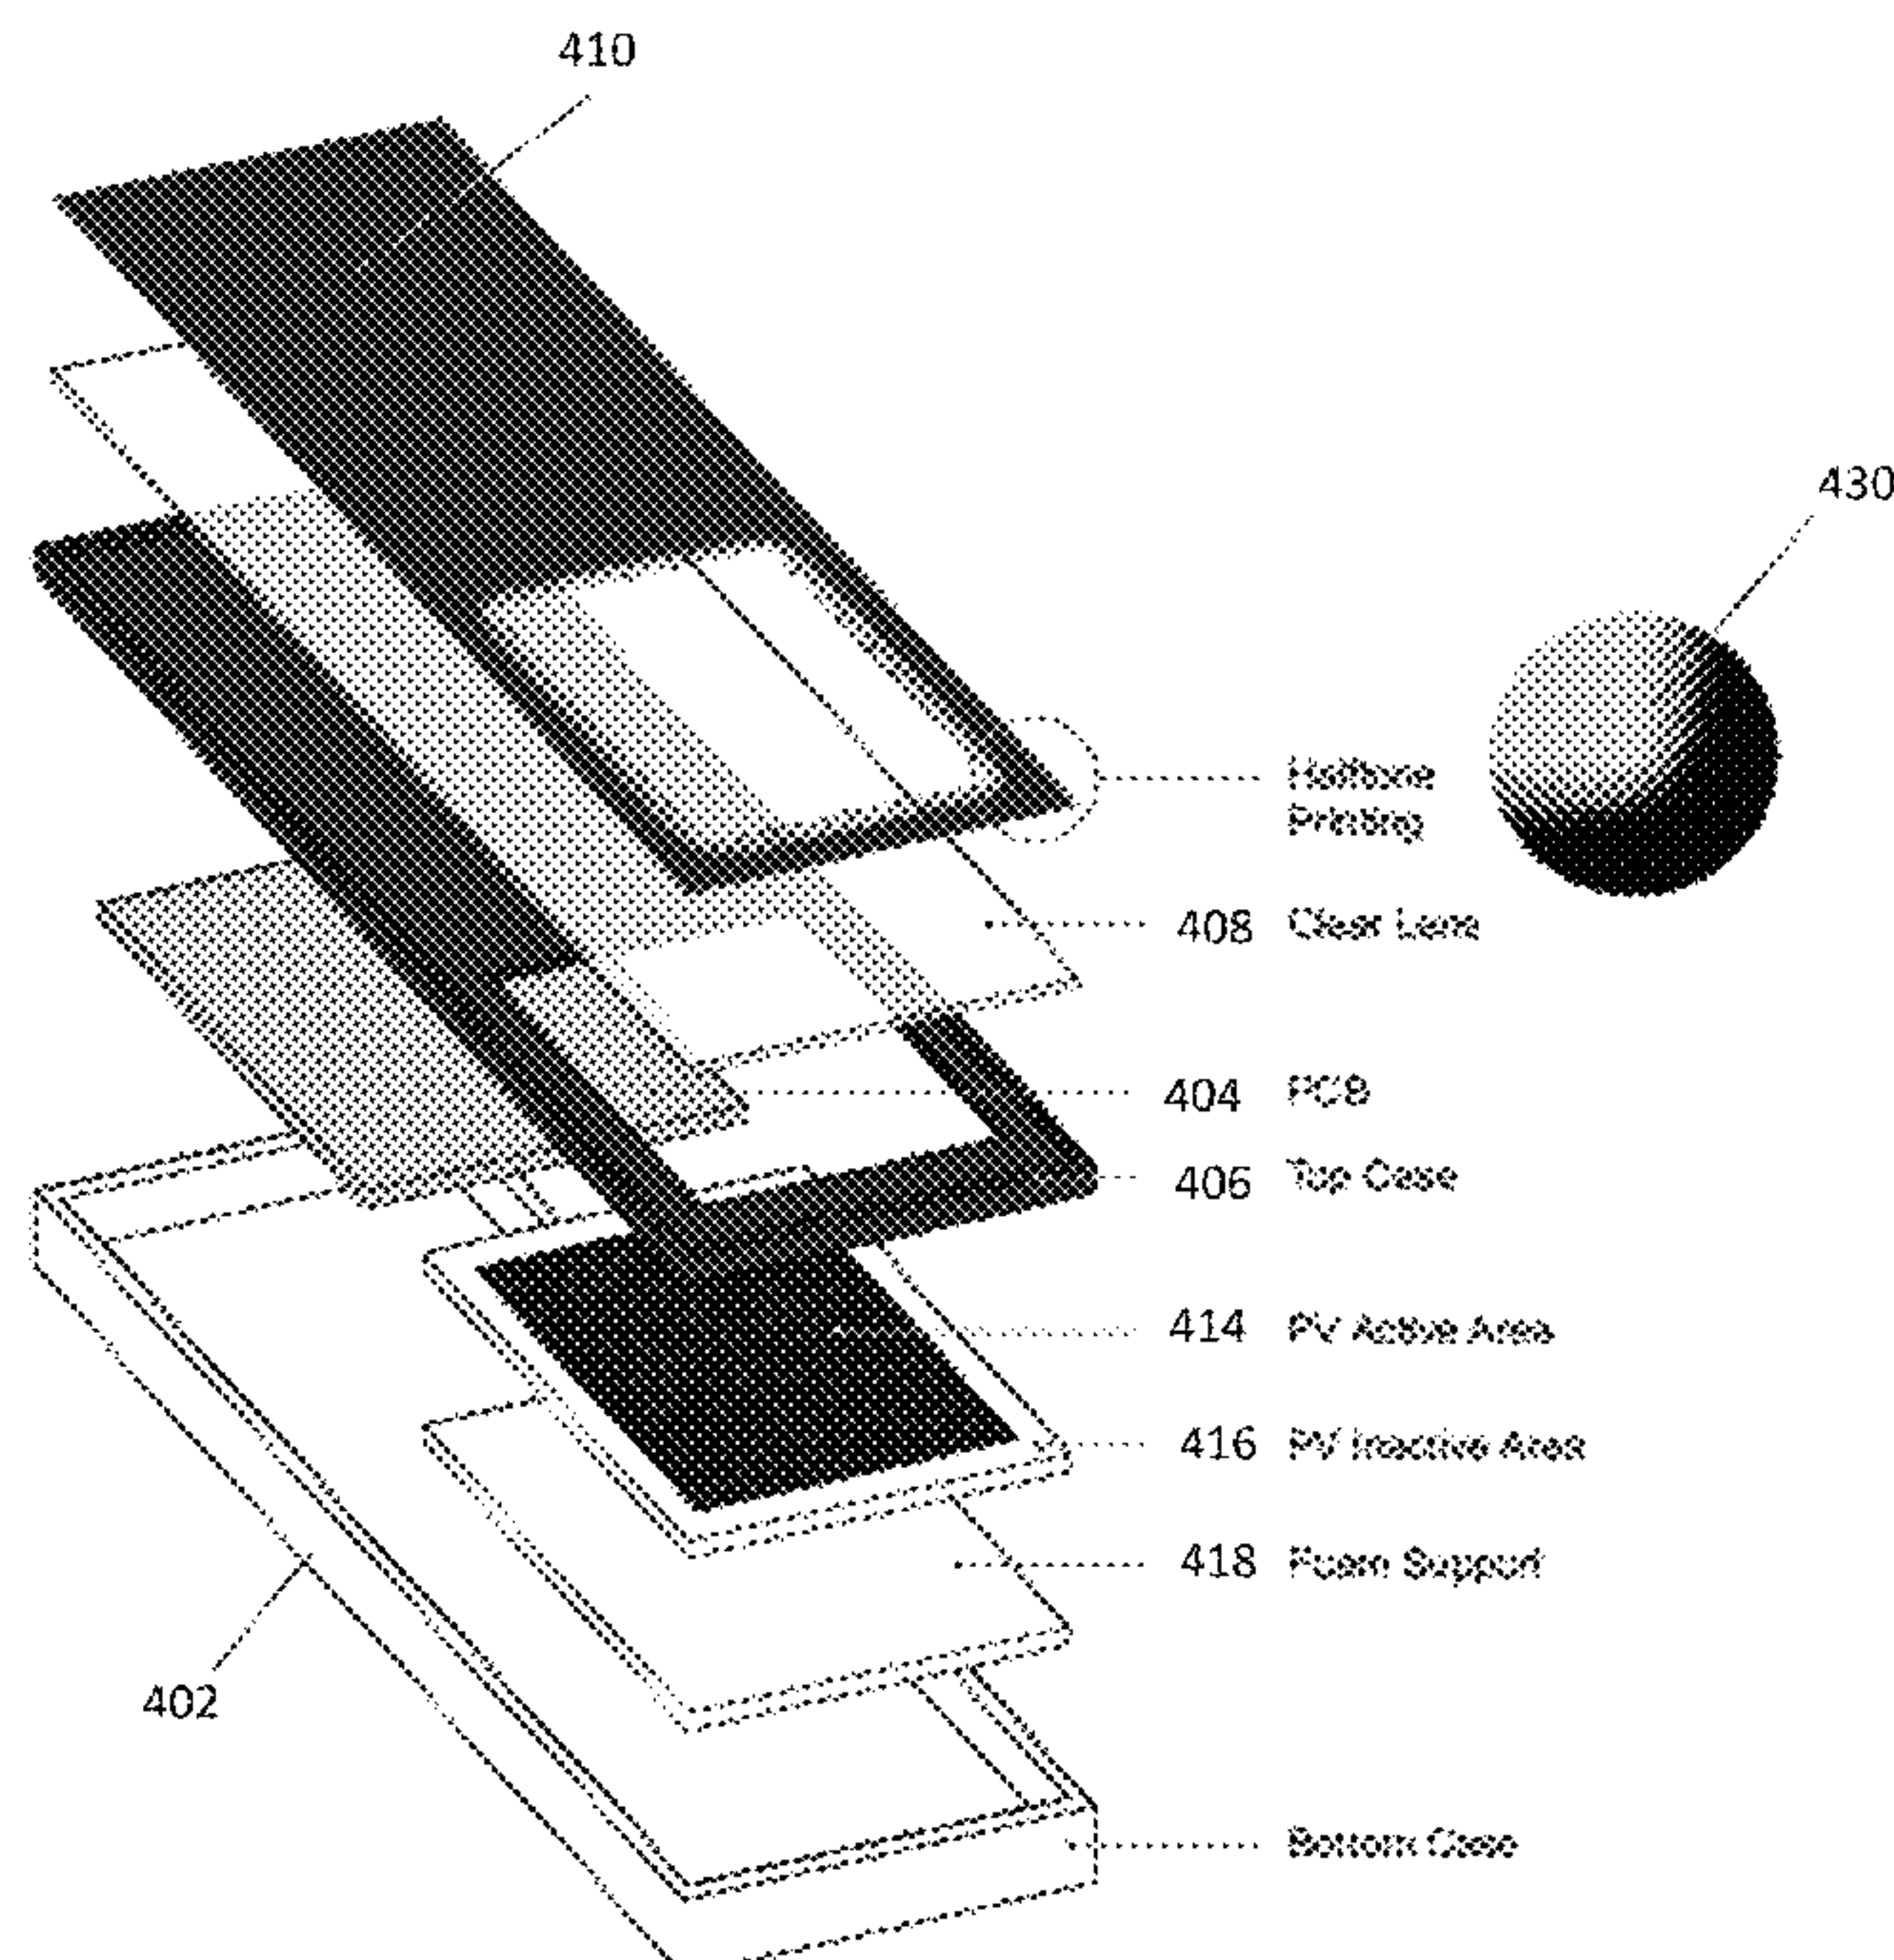 410
430
Halftone
Printing
408 Clear Lens
404 PCB
406 Top Case
414 PV Active Area
416 PV Inactive Area
418 Foam Support
402
Bottom Case